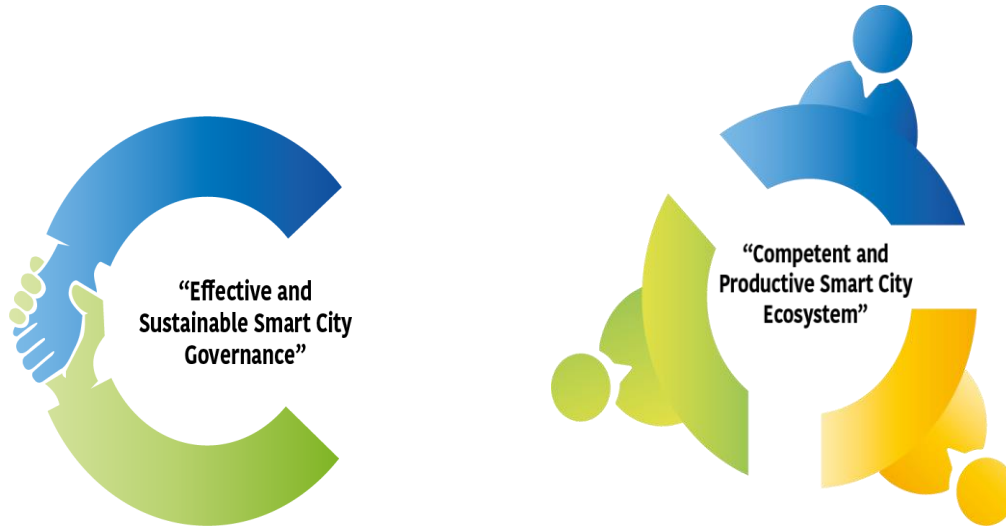 “Effective and
Sustainable Smart City
Governance”
“Competent and
Productive Smart City
Ecosystem”